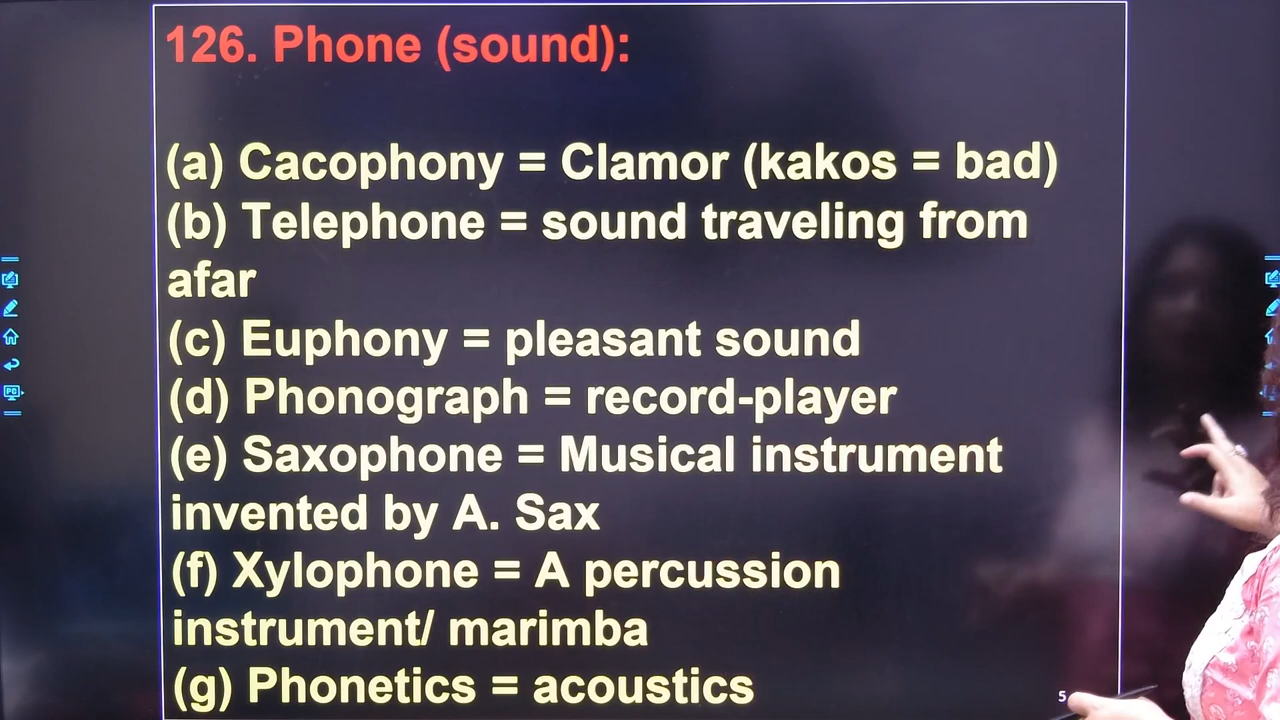 126. Phone (sound):
(a) Cacophony = Clamor (kakos = bad)
(b) Telephone = sound traveling from
afar
(c) Euphony = pleasant sound
(d) Phonograph = record-player
(e) Saxophone = Musical instrument
invented by A. Sax
(f) Xylophone = A percussion
instrument/ marimba
(g) Phonetics = acoustics
5